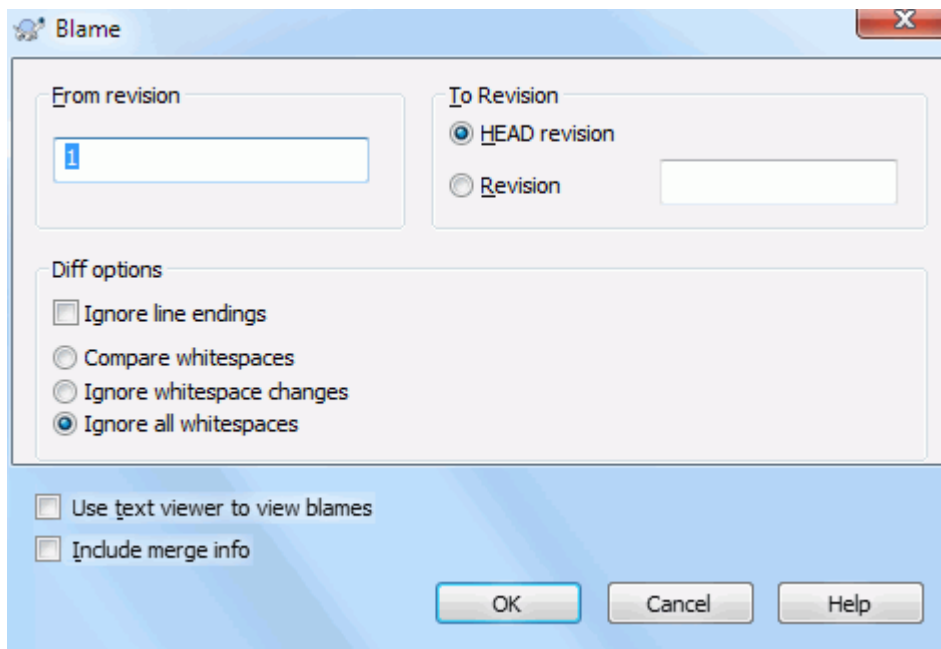 Blame
From revision
1
To Revision
HEAD revision
Revision
Diff options
Ignore line endings
Compare whitespaces
Ignore whitespace changes
Ignore all whitespaces
Use text viewer to view blames
Include merge info
OK Cancel Help